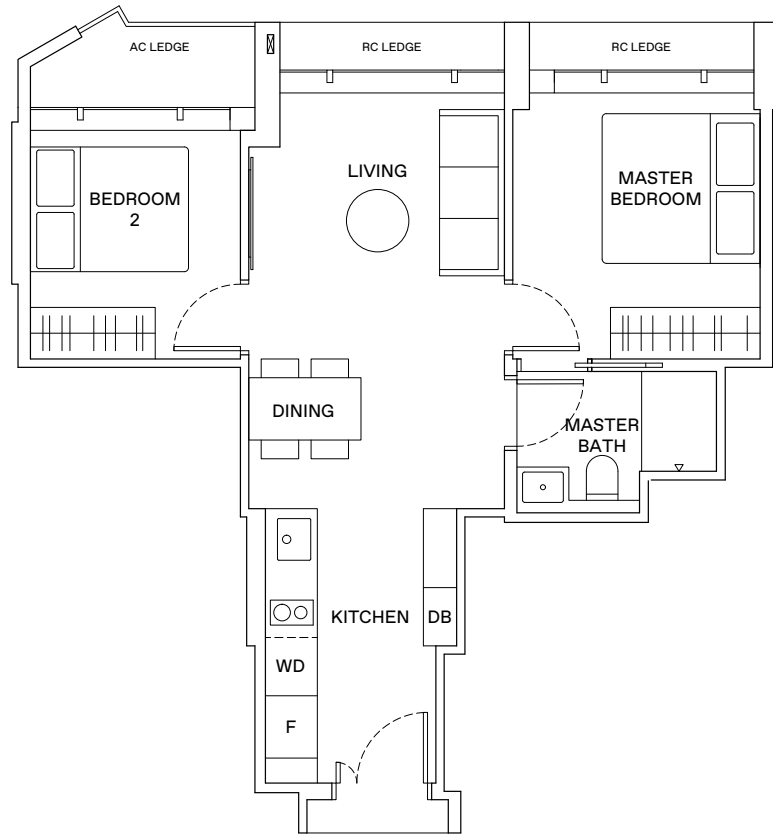 AC LEDGE
RC LEDGE
RC LEDGE
LIVING
BEDROOM
2
MASTER
BEDROOM
DINING
MASTER
BATH
KITCHEN
DB
WD
F